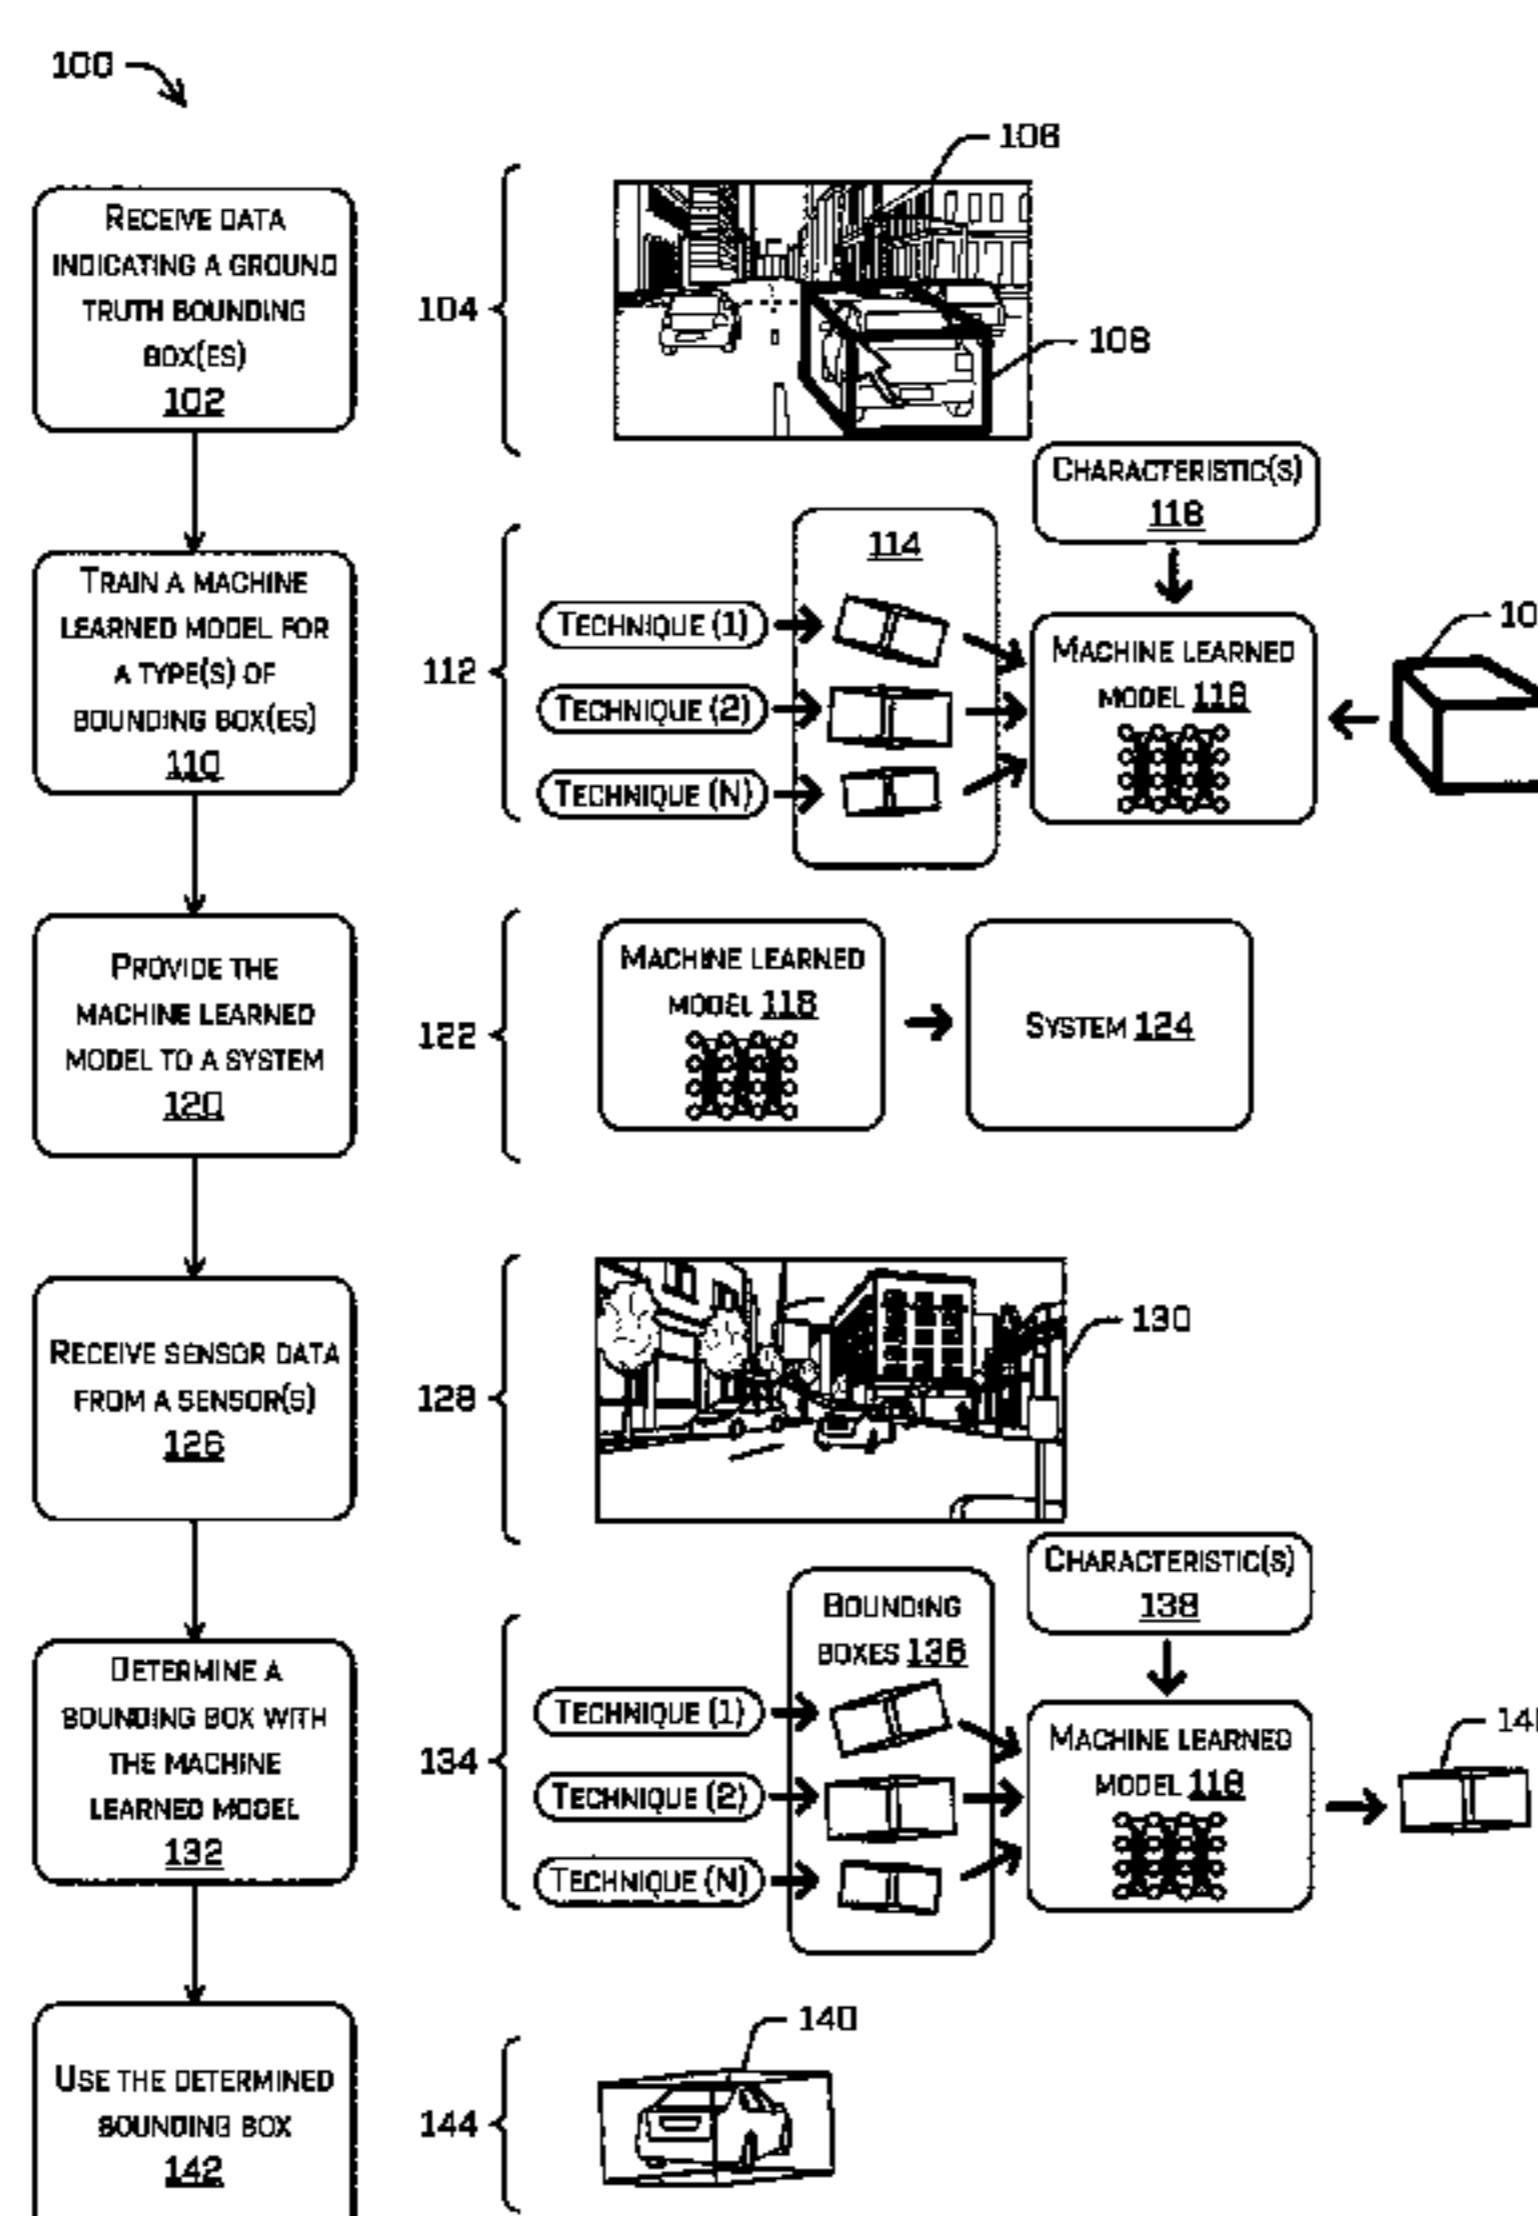 100
RECEIVE DATA
INDICATING A GROUND
TRUTH BOUNDING
BOX(ES)
102
104
106
108
TRAIN A MACHINE
LEARNED MODEL FOR
A TYPE(S) OF
BOUNDING BOX(ES)
110
112
TECHNIQUE (1)
TECHNIQUE (2)
TECHNIQUE (N)
114
CHARACTERISTIC(S)
118
MACHINE LEARNED
MODEL 116
10
PROVIDE THE
MACHINE LEARNED
MODEL TO A SYSTEM
120
122
MACHINE LEARNED
MODEL 116
SYSTEM 124
RECEIVE SENSOR DATA
FROM A SENSOR(S)
126
128
130
DETERMINE A
BOUNDING BOX WITH
THE MACHINE
LEARNED MODEL
132
134
TECHNIQUE (1)
TECHNIQUE (2)
TECHNIQUE (N)
BOUNDING
BOXES 136
CHARACTERISTIC(S)
138
MACHINE LEARNED
MODEL 116
14
USE THE DETERMINED
BOUNDING BOX
142
144
140